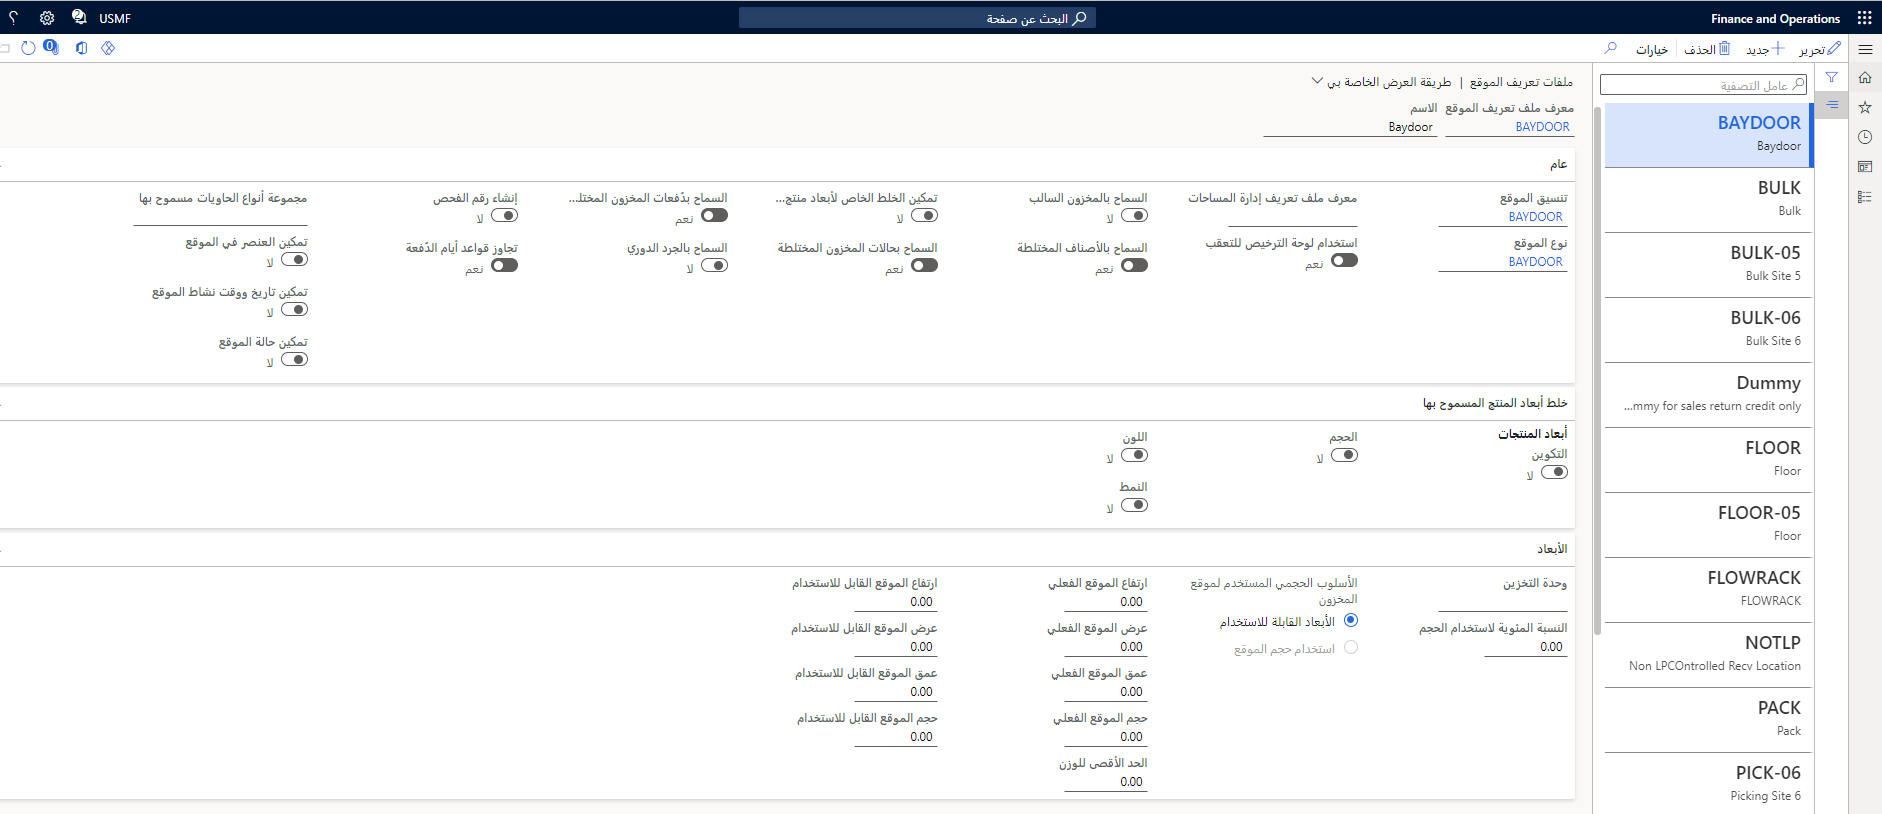 Finance and Operations
البحث عن صفحة
USMF
2
تحرير
جديد
الحذف
خيارات
0
عامل التصفية
BAYDOOR
Baydoor
BULK
Bulk
BULK-05
Bulk Site 5
BULK-06
Bulk Site 6
Dummy
...mmy for sales return credit only
FLOOR
Floor
FLOOR-05
Floor
FLOWRACK
FLOWRACK
NOTLP
Non LPCOntrolled Recv Location
PACK
Pack
PICK-06
Picking Site 6
ملفات تعريف الموقع | طريقة العرض الخاصة بي
معرف ملف تعريف الموقع
BAYDOOR
الاسم
Baydoor
عام
تنسيق الموقع
BAYDOOR
نوع الموقع
BAYDOOR
معرف ملف تعريف إدارة المساحات
استخدام لوحة الترخيص للتعقب
نعم
السماح بالمخزون السالب
لا
السماح بالأصناف المختلطة
نعم
تمكين الخلط الخاص لأبعاد منتج...
لا
السماح بحالات المخزون المختلطة
نعم
السماح بدُفعات المخزون المختلـ...
نعم
السماح بالجرد الدوري
لا
إنشاء رقم الفحص
لا
تجاوز قواعد أيام الدُفعة
نعم
مجموعة أنواع الحاويات مسموح بها
تمكين العنصر في الموقع
لا
تمكين تاريخ ووقت نشاط الموقع
لا
تمكين حالة الموقع
لا
خلط أبعاد المنتج المسموح بها
أبعاد المنتجات
التكوين
لا
الحجم
لا
اللون
لا
النمط
لا
الأبعاد
وحدة التخزين
النسبة المئوية لاستخدام الحجم
0.00
الأسلوب الحجمي المستخدم لموقع
المخزون
الأبعاد القابلة للاستخدام
استخدام حجم الموقع
ارتفاع الموقع الفعلي
0.00
عرض الموقع الفعلي
0.00
عمق الموقع الفعلي
0.00
حجم الموقع الفعلي
0.00
الحد الأقصى للوزن
0.00
ارتفاع الموقع القابل للاستخدام
0.00
عرض الموقع القابل للاستخدام
0.00
عمق الموقع القابل للاستخدام
0.00
حجم الموقع القابل للاستخدام
0.00